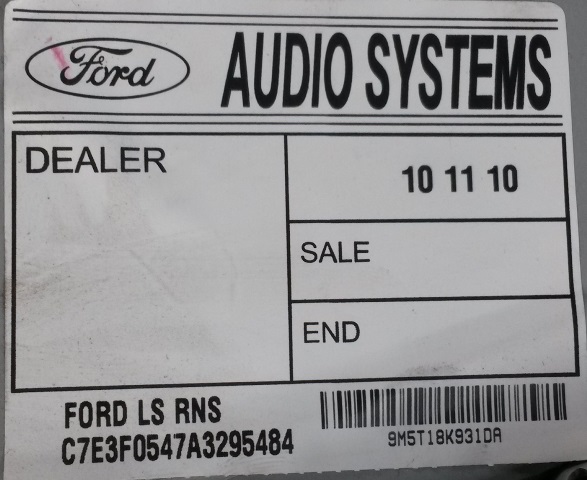 Ford
AUDIO SYSTEMS
DEALER
10 11 10
SALE
END
FORD LS RNS
C7E3F0547A3295484
9M5T18K931DA